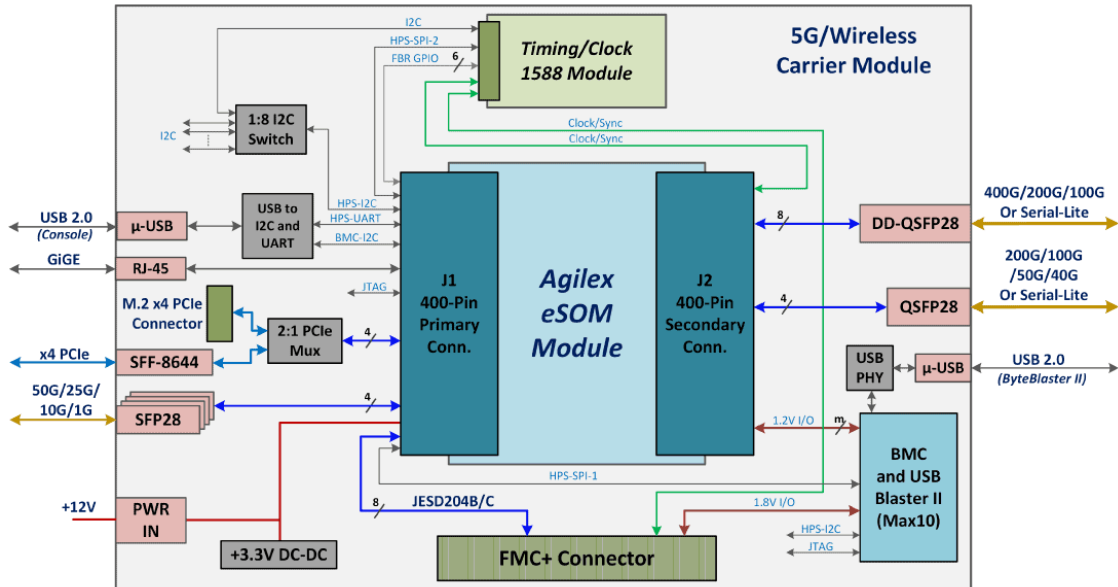 5G/Wireless
Carrier Module
I2C
HPS-SPI-2
FBR GPIO
6
Timing/Clock
1588 Module
Clock/Sync
Clock/Sync
1:8 I2C
Switch
I2C
HPS-I2C
HPS-UART
BMC-I2C
USB to
I2C and
UART
USB 2.0
(Console)
μ-USB
GiGE
RJ-45
JTAG
M.2 x4 PCIe
Connector
2:1 PCIe
Mux
4
x4 PCIe
SFF-8644
50G/25G/
10G/1G
SFP28
4
J1
400-Pin
Primary
Conn.
Agilex
eSOM
Module
J2
400-Pin
Secondary
Conn.
8
DD-QSFP28
400G/200G/100G
Or Serial-Lite
4
QSFP28
200G/100G
/50G/40G
Or Serial-Lite
USB
PHY
μ-USB
USB 2.0
(ByteBlaster II)
1.2V I/O
m
BMC
and USB
Blaster II
(Max10)
HPS-SPI-1
1.8V I/O
HPS-I2C
JTAG
8
JESD204B/C
+12V
PWR
IN
+3.3V DC-DC
FMC+ Connector